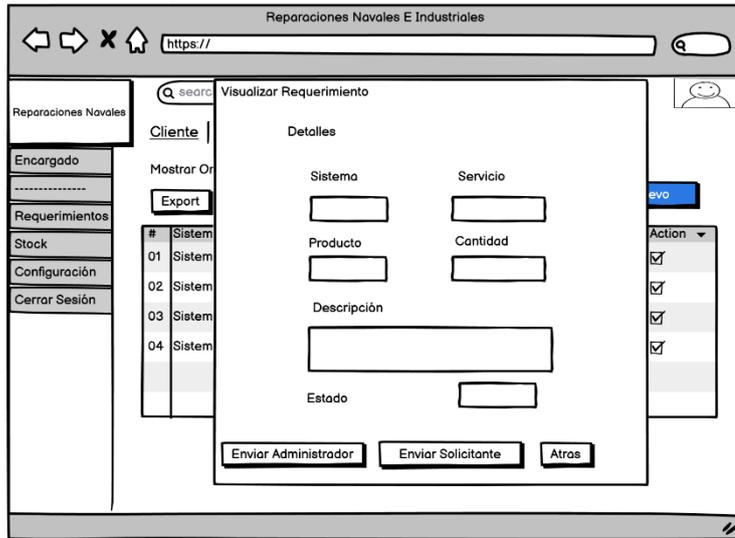 Reparaciones Navales E Industriales
https://
Reparaciones Navales
searc
Visualizar Requerimiento
Cliente
Detalles
Encargado
---------------
Requerimientos
Stock
Configuración
Cerrar Sesión
Mostrar Or
Sistema Servicio
Export
evo
# Sistem Action
Producto Cantidad
01 Sistem
02 Sistem
Descripción
03 Sistem
04 Sistem
Estado
Enviar Administrador Enviar Solicitante Atras